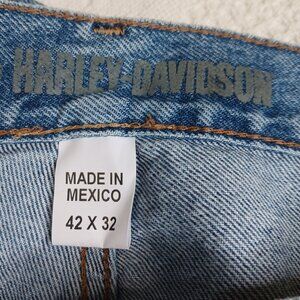 HARLEY-DAVIDSON
MADE IN
MEXICO
42 X 32